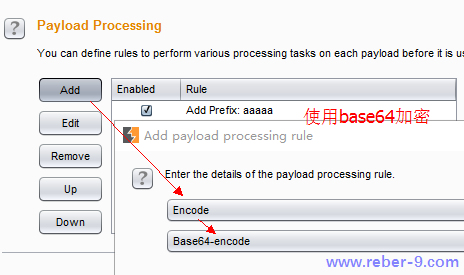 Payload Processing
You can define rules to perform various processing tasks on each payload before it is us
Add
Enabled
Rule
Add Prefix: aaaaa
使用base64加密
Edit
Add payload processing rule
Remove
Enter the details of the payload processing rule.
Up
Encode
Down
Base64-encode
www.reber-9.com